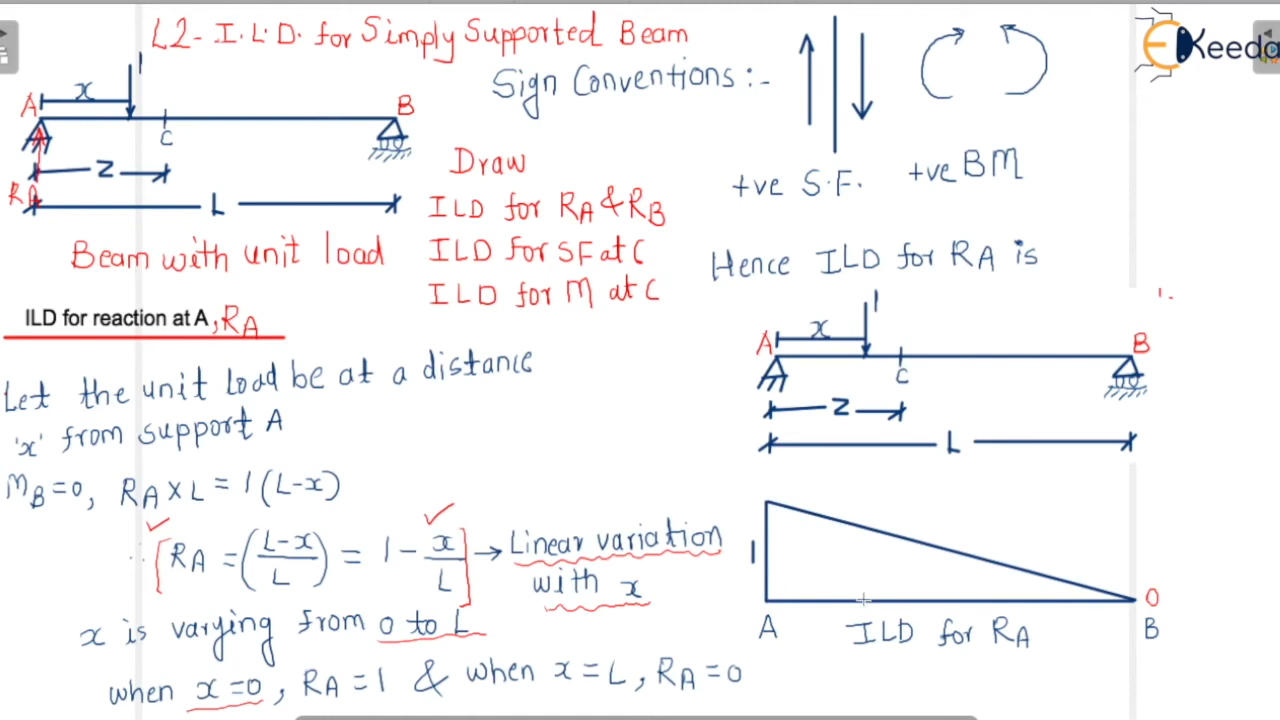 L2- I.L.D. for Simply Supported Beam
Sign Conventions :-
Keeda
x
1
A
B
C
Z
RA
L
Beam with unit load
Draw
ILD for RA & RB
ILD for SF at C
ILD for M at C
+ve S.F.
+ve BM
ILD for reaction at A, RA
Let the unit load be at a distance
'x' from support A
MB=0, RA x L = 1(L-x)
∴ [RA = (L-x/L) = 1 - x/L] → Linear variation
with x
x is varying from 0 to L
when x=0, RA=1 & when x=L, RA=0
Hence ILD for RA is
1.
x
1
A
B
C
Z
L
1
0
A
ILD for RA
B